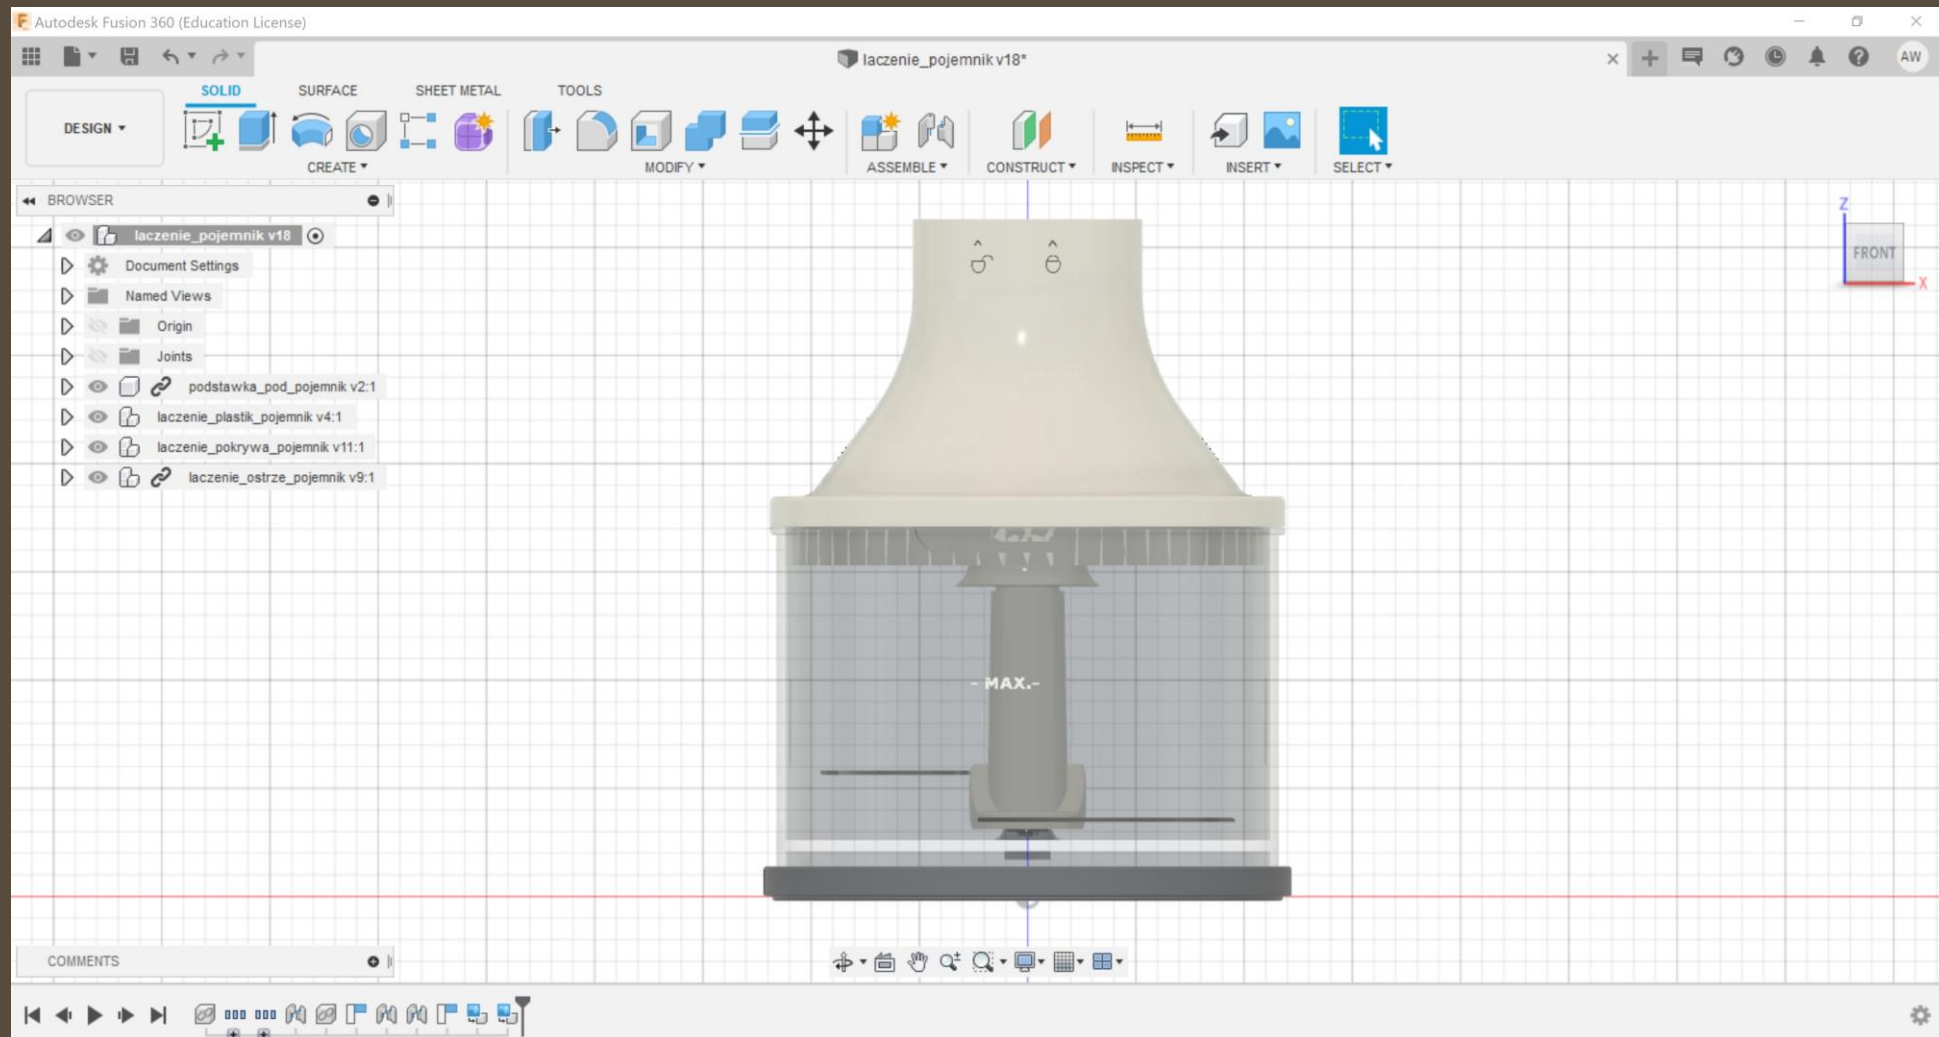 Autodesk Fusion 360 (Education License)
laczenie_pojemnik v18*
AW
SOLID SURFACE SHEET METAL TOOLS
DESIGN
CREATE MODIFY ASSEMBLE CONSTRUCT INSPECT INSERT SELECT
BROWSER
laczenie_pojemnik v18
Document Settings
Named Views
Origin
Joints
podstawka_pod_pojemnik v2:1
laczenie_plastik_pojemnik v4:1
laczenie_pokrywa_pojemnik v11:1
laczenie_ostrze_pojemnik v9:1
Z
FRONT
X
- MAX.-
COMMENTS